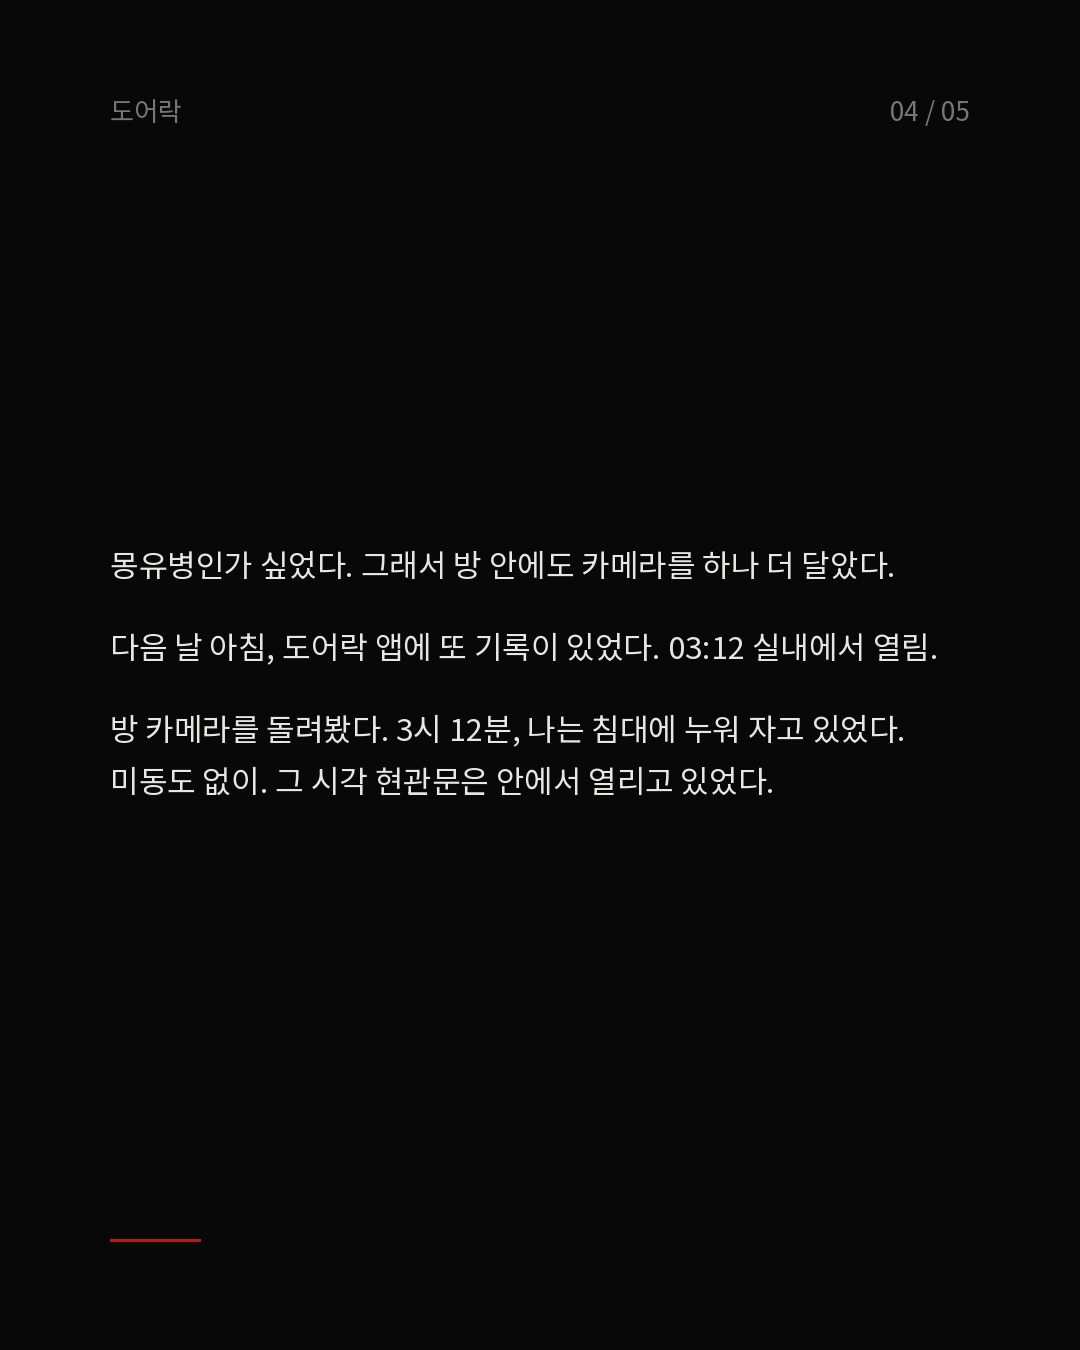 도어락
04 / 05
몽유병인가 싶었다. 그래서 방 안에도 카메라를 하나 더 달았다.
다음 날 아침, 도어락 앱에 또 기록이 있었다. 03:12 실내에서 열림.
방 카메라를 돌려봤다. 3시 12분, 나는 침대에 누워 자고 있었다.
미동도 없이. 그 시각 현관문은 안에서 열리고 있었다.